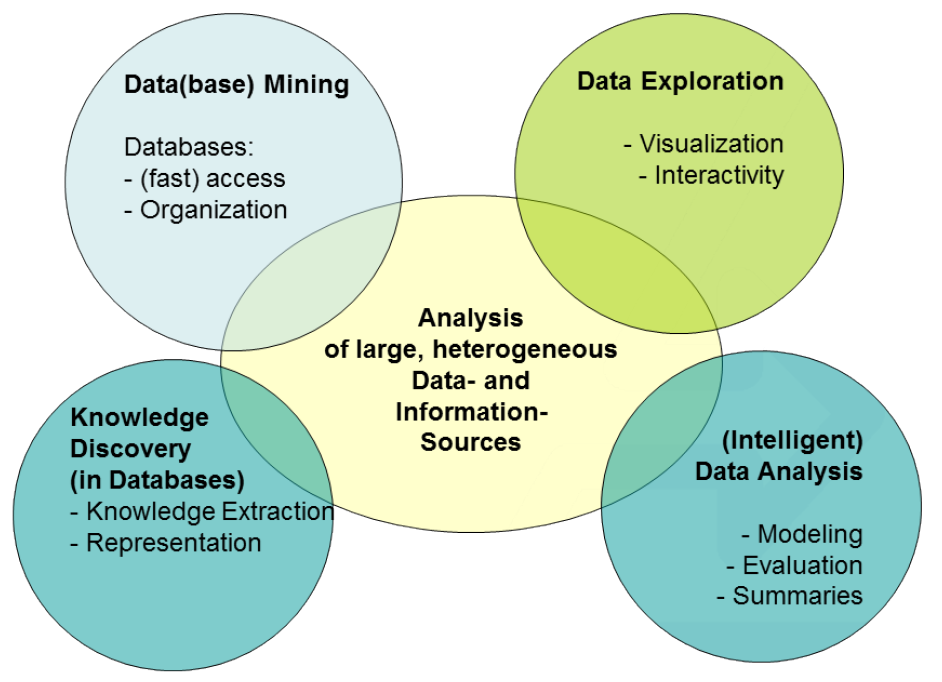 Data(base) Mining
Databases:
- (fast) access
- Organization
Data Exploration
- Visualization
- Interactivity
Analysis
of large, heterogeneous
Data- and
Information-
Sources
Knowledge
Discovery
(in Databases)
- Knowledge Extraction
- Representation
(Intelligent)
Data Analysis
- Modeling
- Evaluation
- Summaries